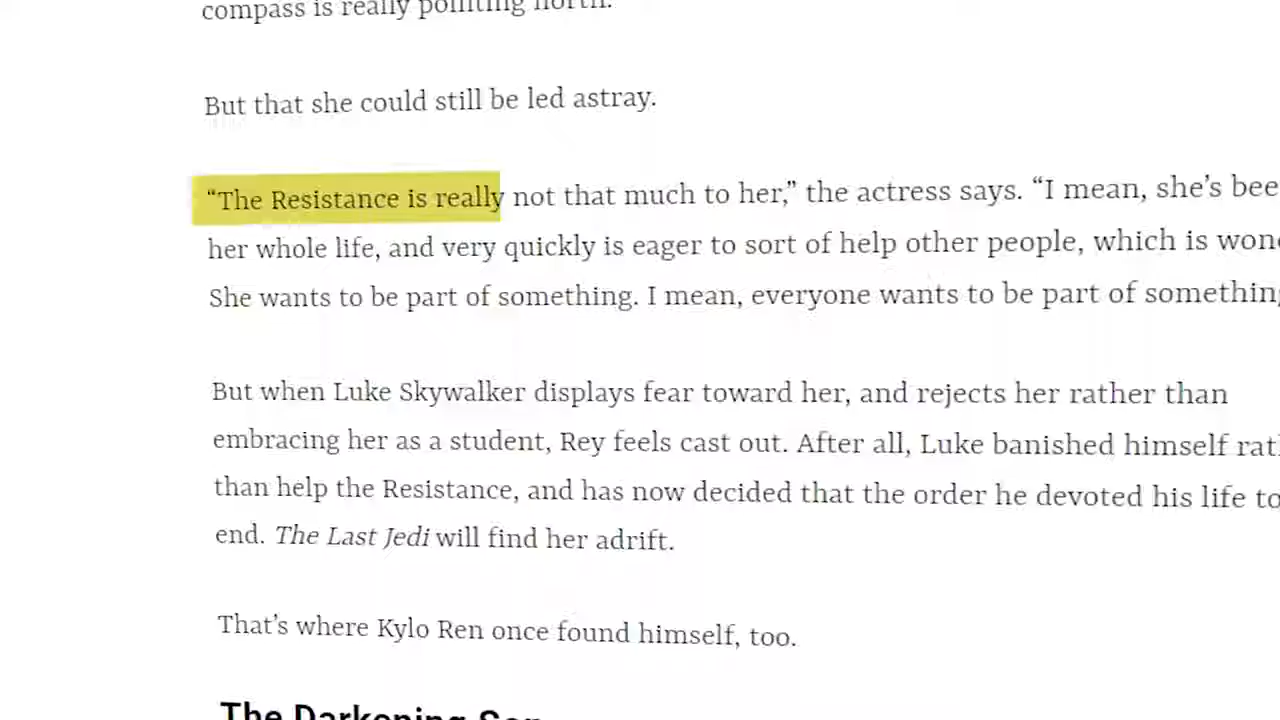 compass is really pointing north.
But that she could still be led astray.
“The Resistance is really not that much to her,” the actress says. “I mean, she’s bee
her whole life, and very quickly is eager to sort of help other people, which is won
She wants to be part of something. I mean, everyone wants to be part of something
But when Luke Skywalker displays fear toward her, and rejects her rather than
embracing her as a student, Rey feels cast out. After all, Luke banished himself rat
than help the Resistance, and has now decided that the order he devoted his life to
end. The Last Jedi will find her adrift.
That’s where Kylo Ren once found himself, too.
The Darkening